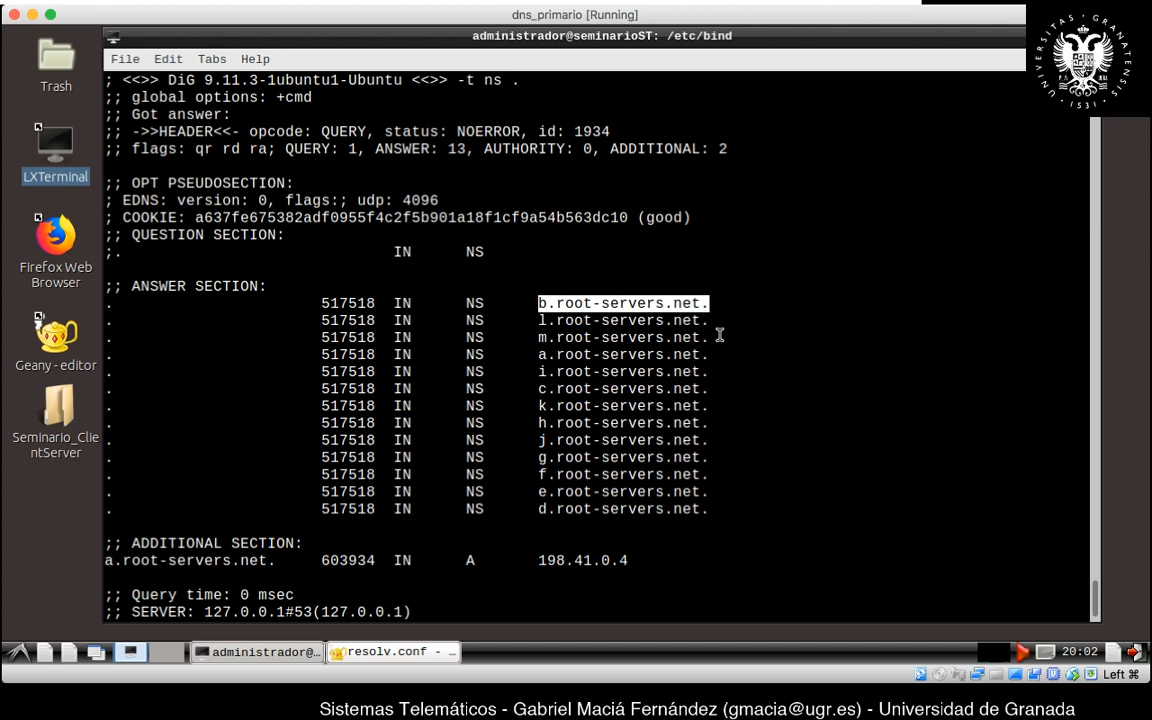 dns_primario [Running]
administrador@seminarioST: /etc/bind
UNIVERSITAS GRANATENSIS
1531
File Edit Tabs Help
; <<>> DiG 9.11.3-1ubuntu1-Ubuntu <<>> -t ns .
;; global options: +cmd
;; Got answer:
;; ->>HEADER<<- opcode: QUERY, status: NOERROR, id: 1934
;; flags: qr rd ra; QUERY: 1, ANSWER: 13, AUTHORITY: 0, ADDITIONAL: 2
;; OPT PSEUDOSECTION:
; EDNS: version: 0, flags:; udp: 4096
; COOKIE: a637fe675382adf0955f4c2f5b901a18f1cf9a54b563dc10 (good)
;; QUESTION SECTION:
;. IN NS
;; ANSWER SECTION:
. 517518 IN NS b.root-servers.net.
. 517518 IN NS l.root-servers.net.
. 517518 IN NS m.root-servers.net.
. 517518 IN NS a.root-servers.net.
. 517518 IN NS i.root-servers.net.
. 517518 IN NS c.root-servers.net.
. 517518 IN NS k.root-servers.net.
. 517518 IN NS h.root-servers.net.
. 517518 IN NS j.root-servers.net.
. 517518 IN NS g.root-servers.net.
. 517518 IN NS f.root-servers.net.
. 517518 IN NS e.root-servers.net.
. 517518 IN NS d.root-servers.net.
;; ADDITIONAL SECTION:
a.root-servers.net. 603934 IN A 198.41.0.4
;; Query time: 0 msec
;; SERVER: 127.0.0.1#53(127.0.0.1)
Trash
LXTerminal
Firefox Web
Browser
Geany - editor
Seminario_Clie
ntServer
administrador@...
resolv.conf - ...
20:02
Left ⌘
Sistemas Telemáticos - Gabriel Maciá Fernández (gmacia@ugr.es) - Universidad de Granada